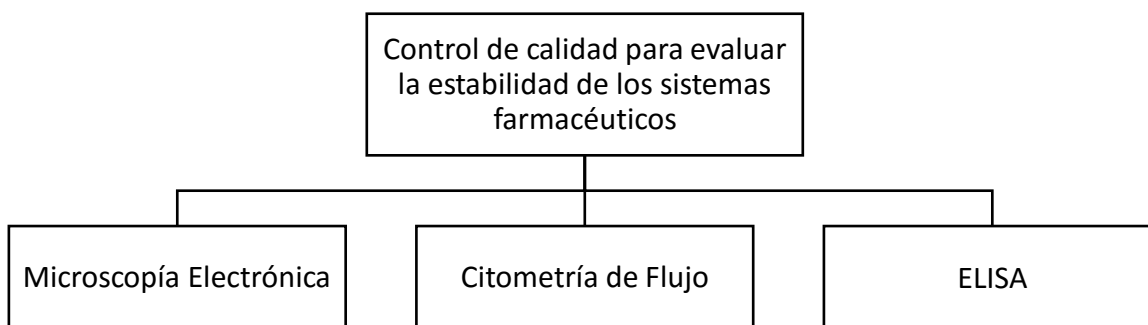 Control de calidad para evaluar
la estabilidad de los sistemas
farmacéuticos
Microscopía Electrónica
Citometría de Flujo
ELISA